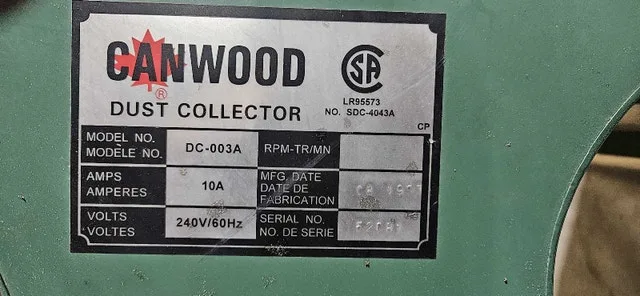 CANWOOD
®
DUST COLLECTOR
CSA
LR95573
NO. SDC-4043A
CP
MODEL NO.
MODÈLE NO.
DC-003A
RPM-TR/MN
AMPS
AMPERES
10A
MFG. DATE
DATE DE
FABRICATION
VOLTS
VOLTES
240V/60Hz
SERIAL NO.
NO. DE SERIE